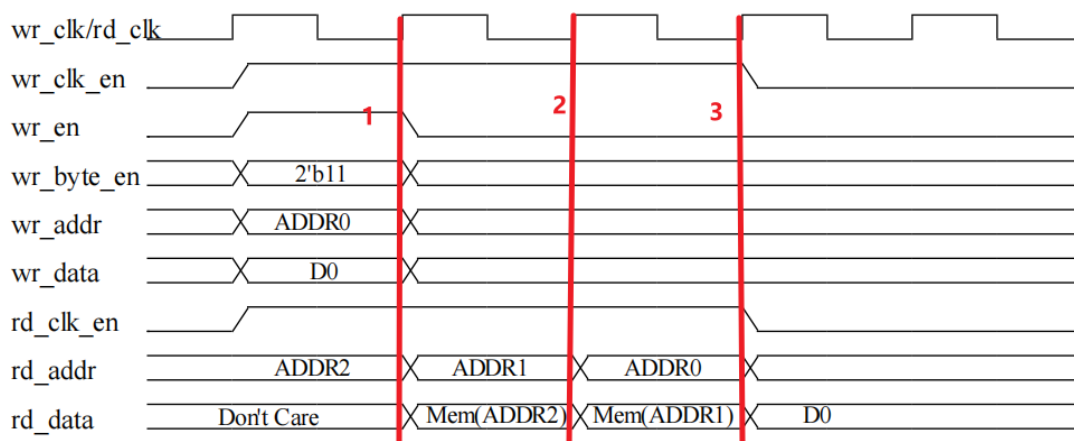 wr_clk/rd_clk
wr_clk_en
wr_en 1 2 3
wr_byte_en 2'b11
wr_addr ADDR0
wr_data D0
rd_clk_en
rd_addr ADDR2 ADDR1 ADDR0
rd_data Don't Care Mem(ADDR2) Mem(ADDR1) D0